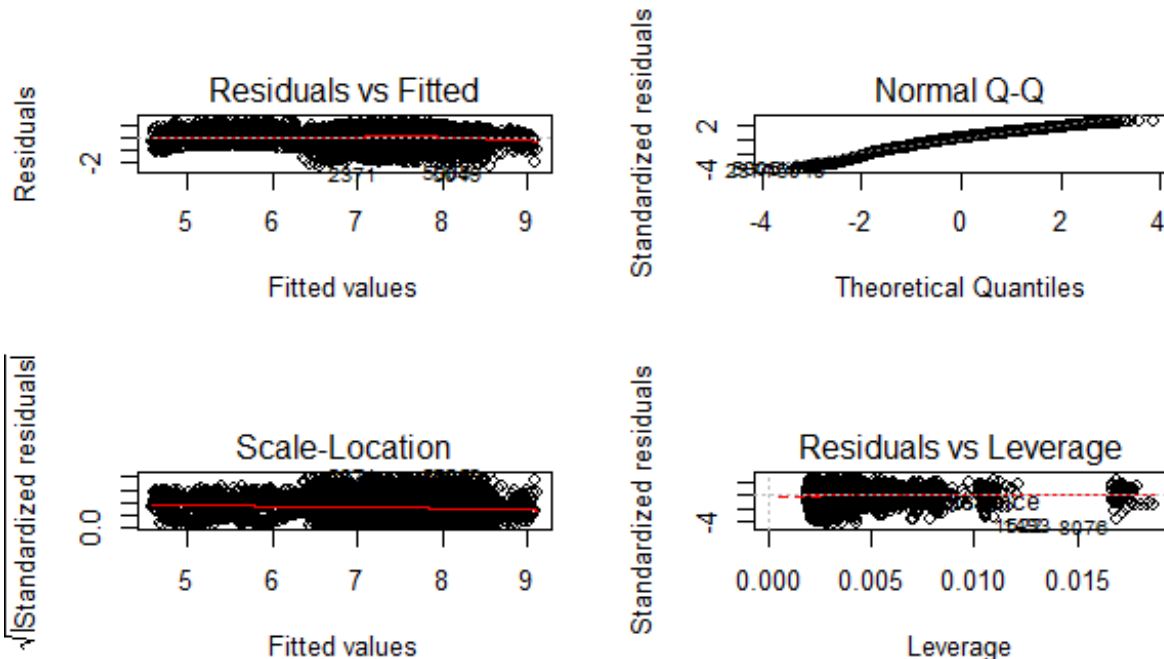 Residuals vs Fitted
Residuals
-2
2371
5 6 7 8 9
Fitted values
Normal Q-Q
Standardized residuals
2
-4
-4 -2 0 2 4
Theoretical Quantiles
Scale-Location
√|Standardized residuals|
0.0
5 6 7 8 9
Fitted values
Residuals vs Leverage
Standardized residuals
-4
8076
0.000 0.005 0.010 0.015
Leverage